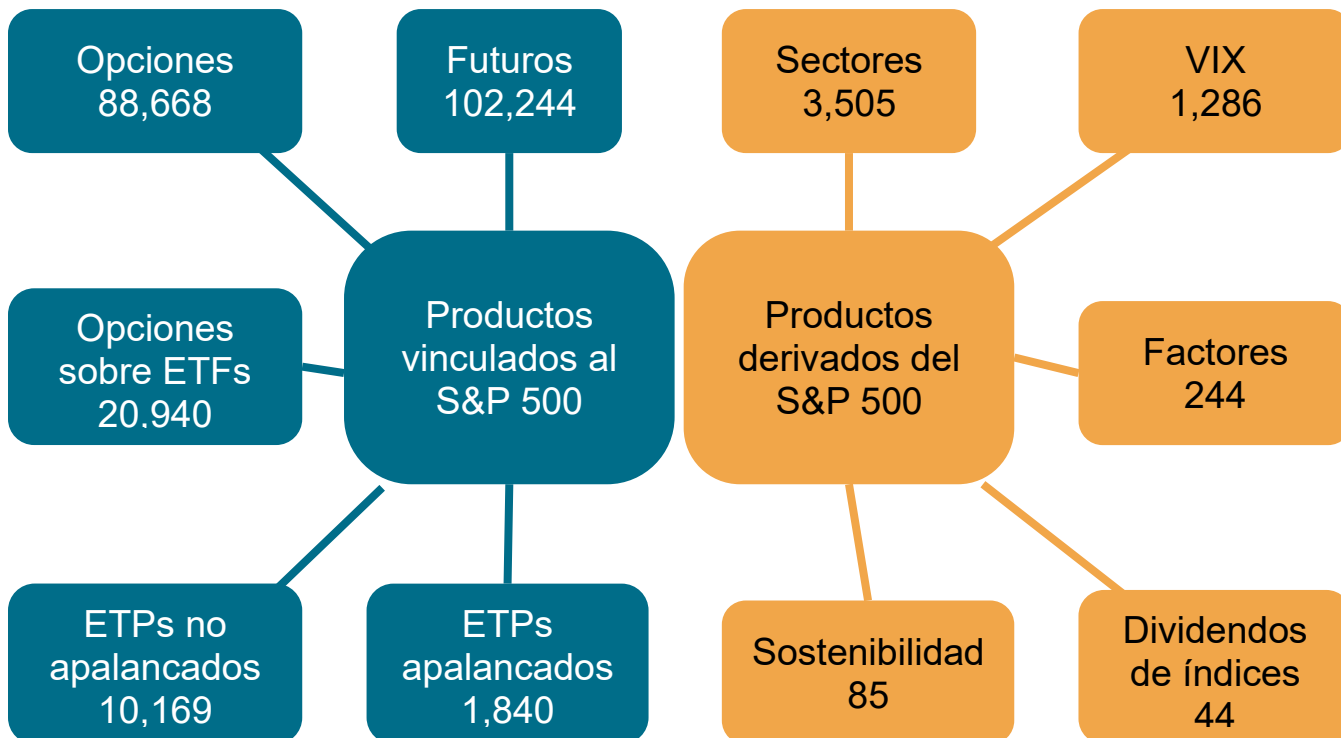 Opciones
88,668
Futuros
102,244
Sectores
3,505
VIX
1,286
Opciones
sobre ETFs
20,940
Productos
vinculados al
S&P 500
Productos
derivados del
S&P 500
Factores
244
ETPs no
apalancados
10,169
ETPs
apalancados
1,840
Sostenibilidad
85
Dividendos
de índices
44